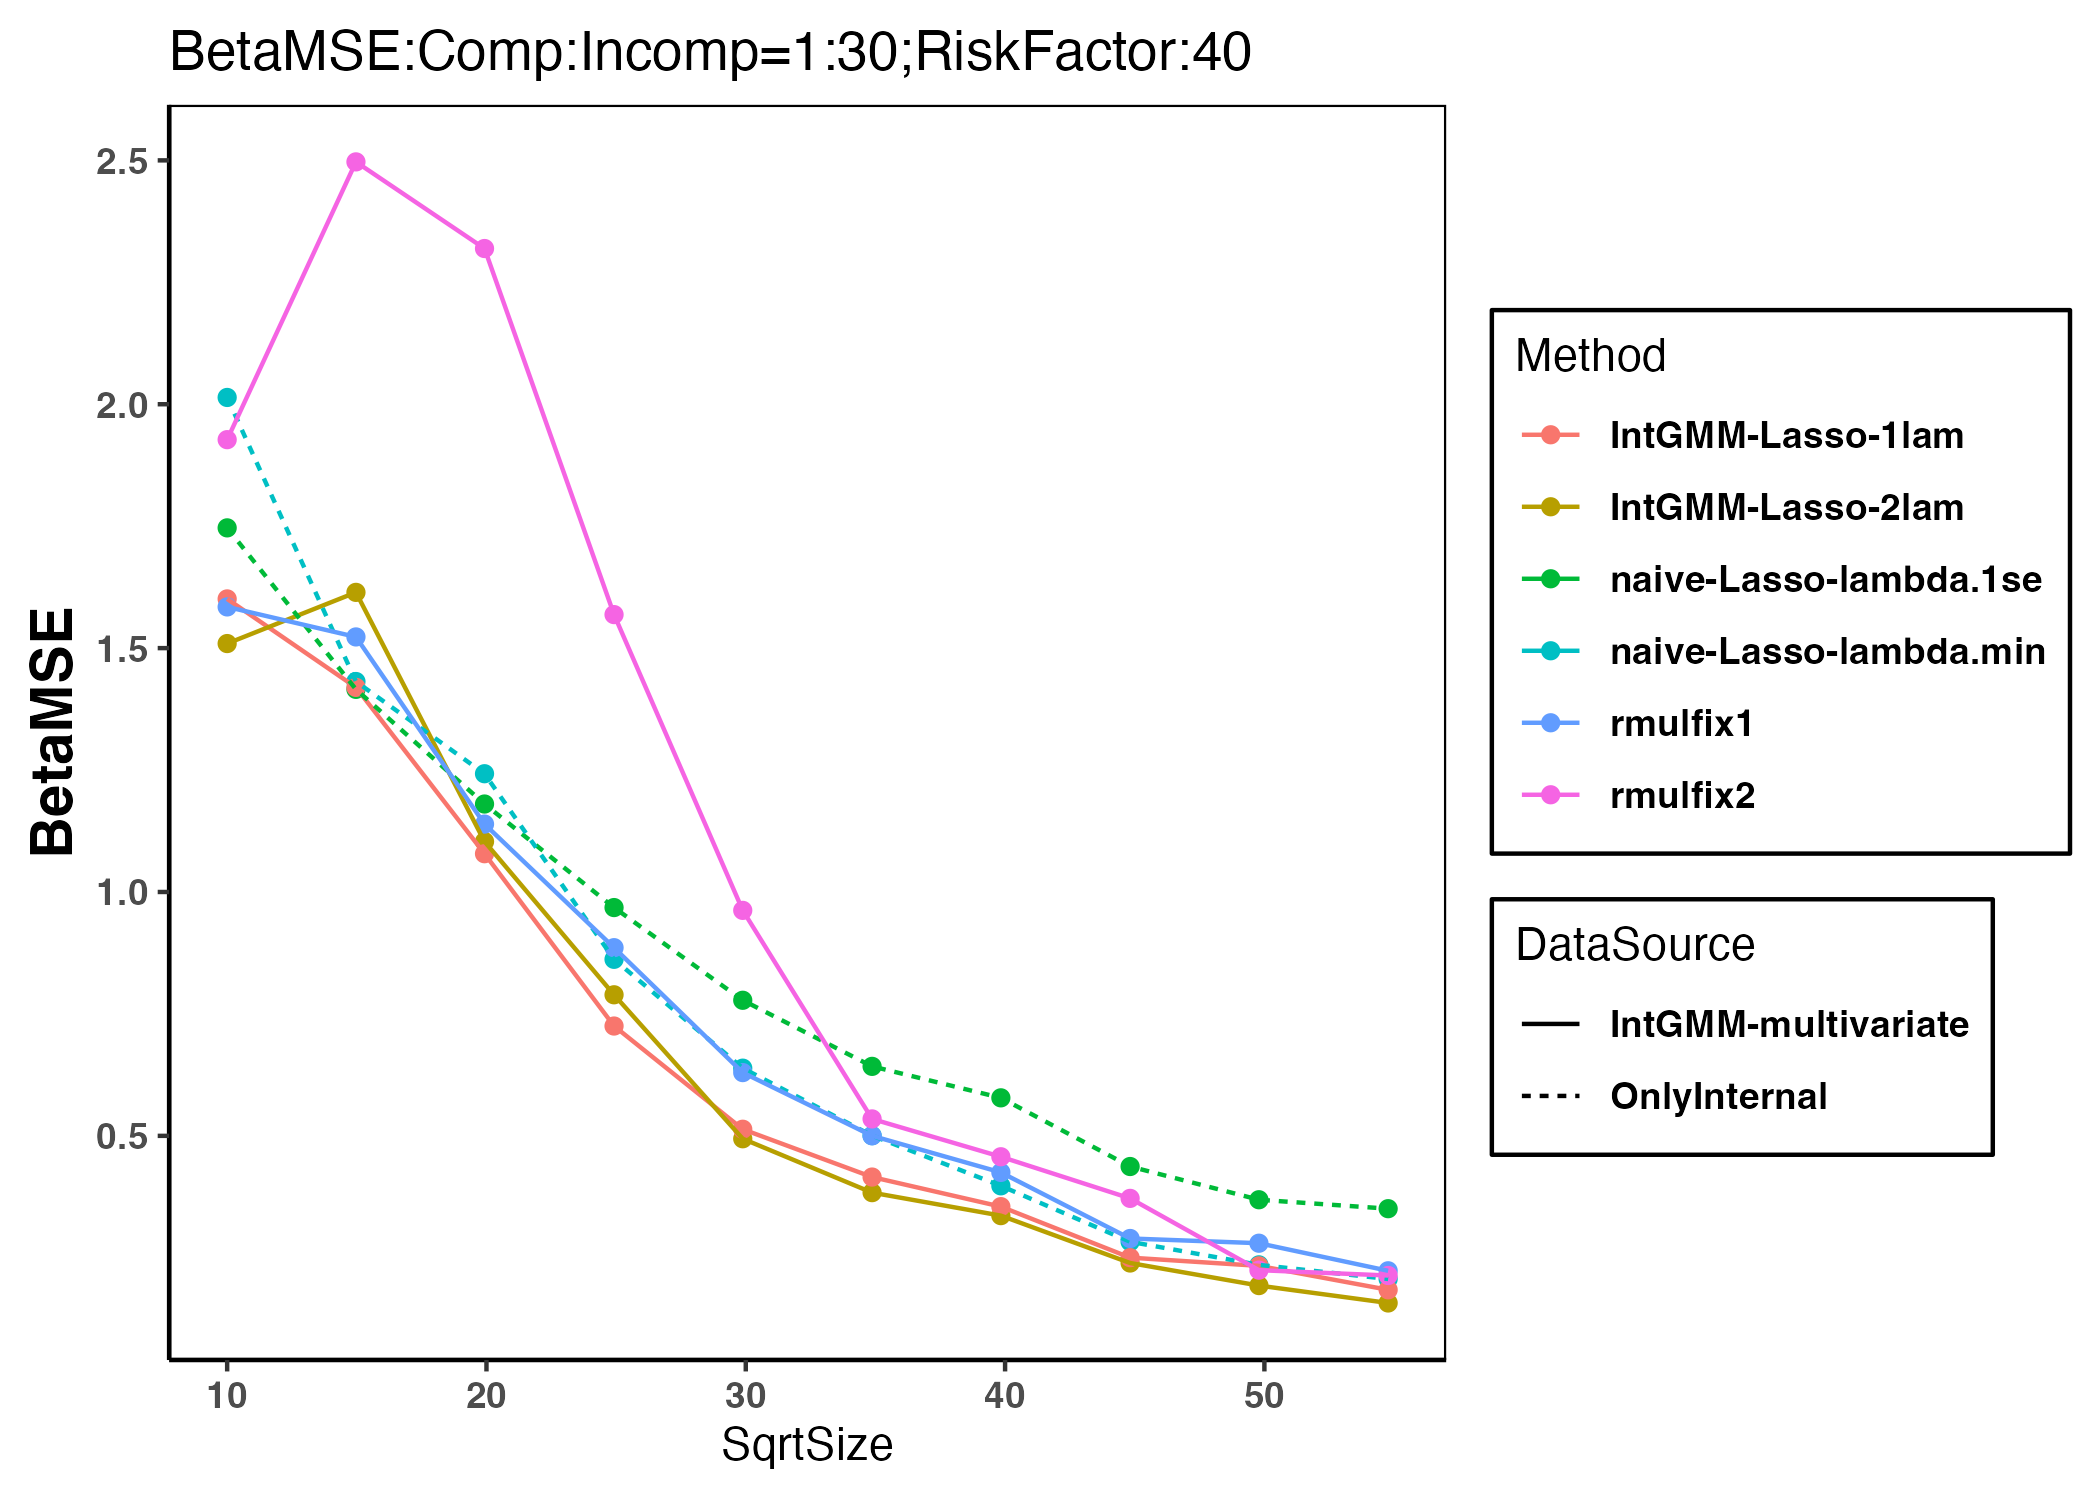 BetaMSE:Comp:Incomp=1:30;RiskFactor:40
BetaMSE
2.5
2.0
1.5
1.0
0.5
10 20 30 40 50
SqrtSize
Method
IntGMM-Lasso-1lam
IntGMM-Lasso-2lam
naive-Lasso-lambda.1se
naive-Lasso-lambda.min
rmulfix1
rmulfix2
DataSource
IntGMM-multivariate
OnlyInternal